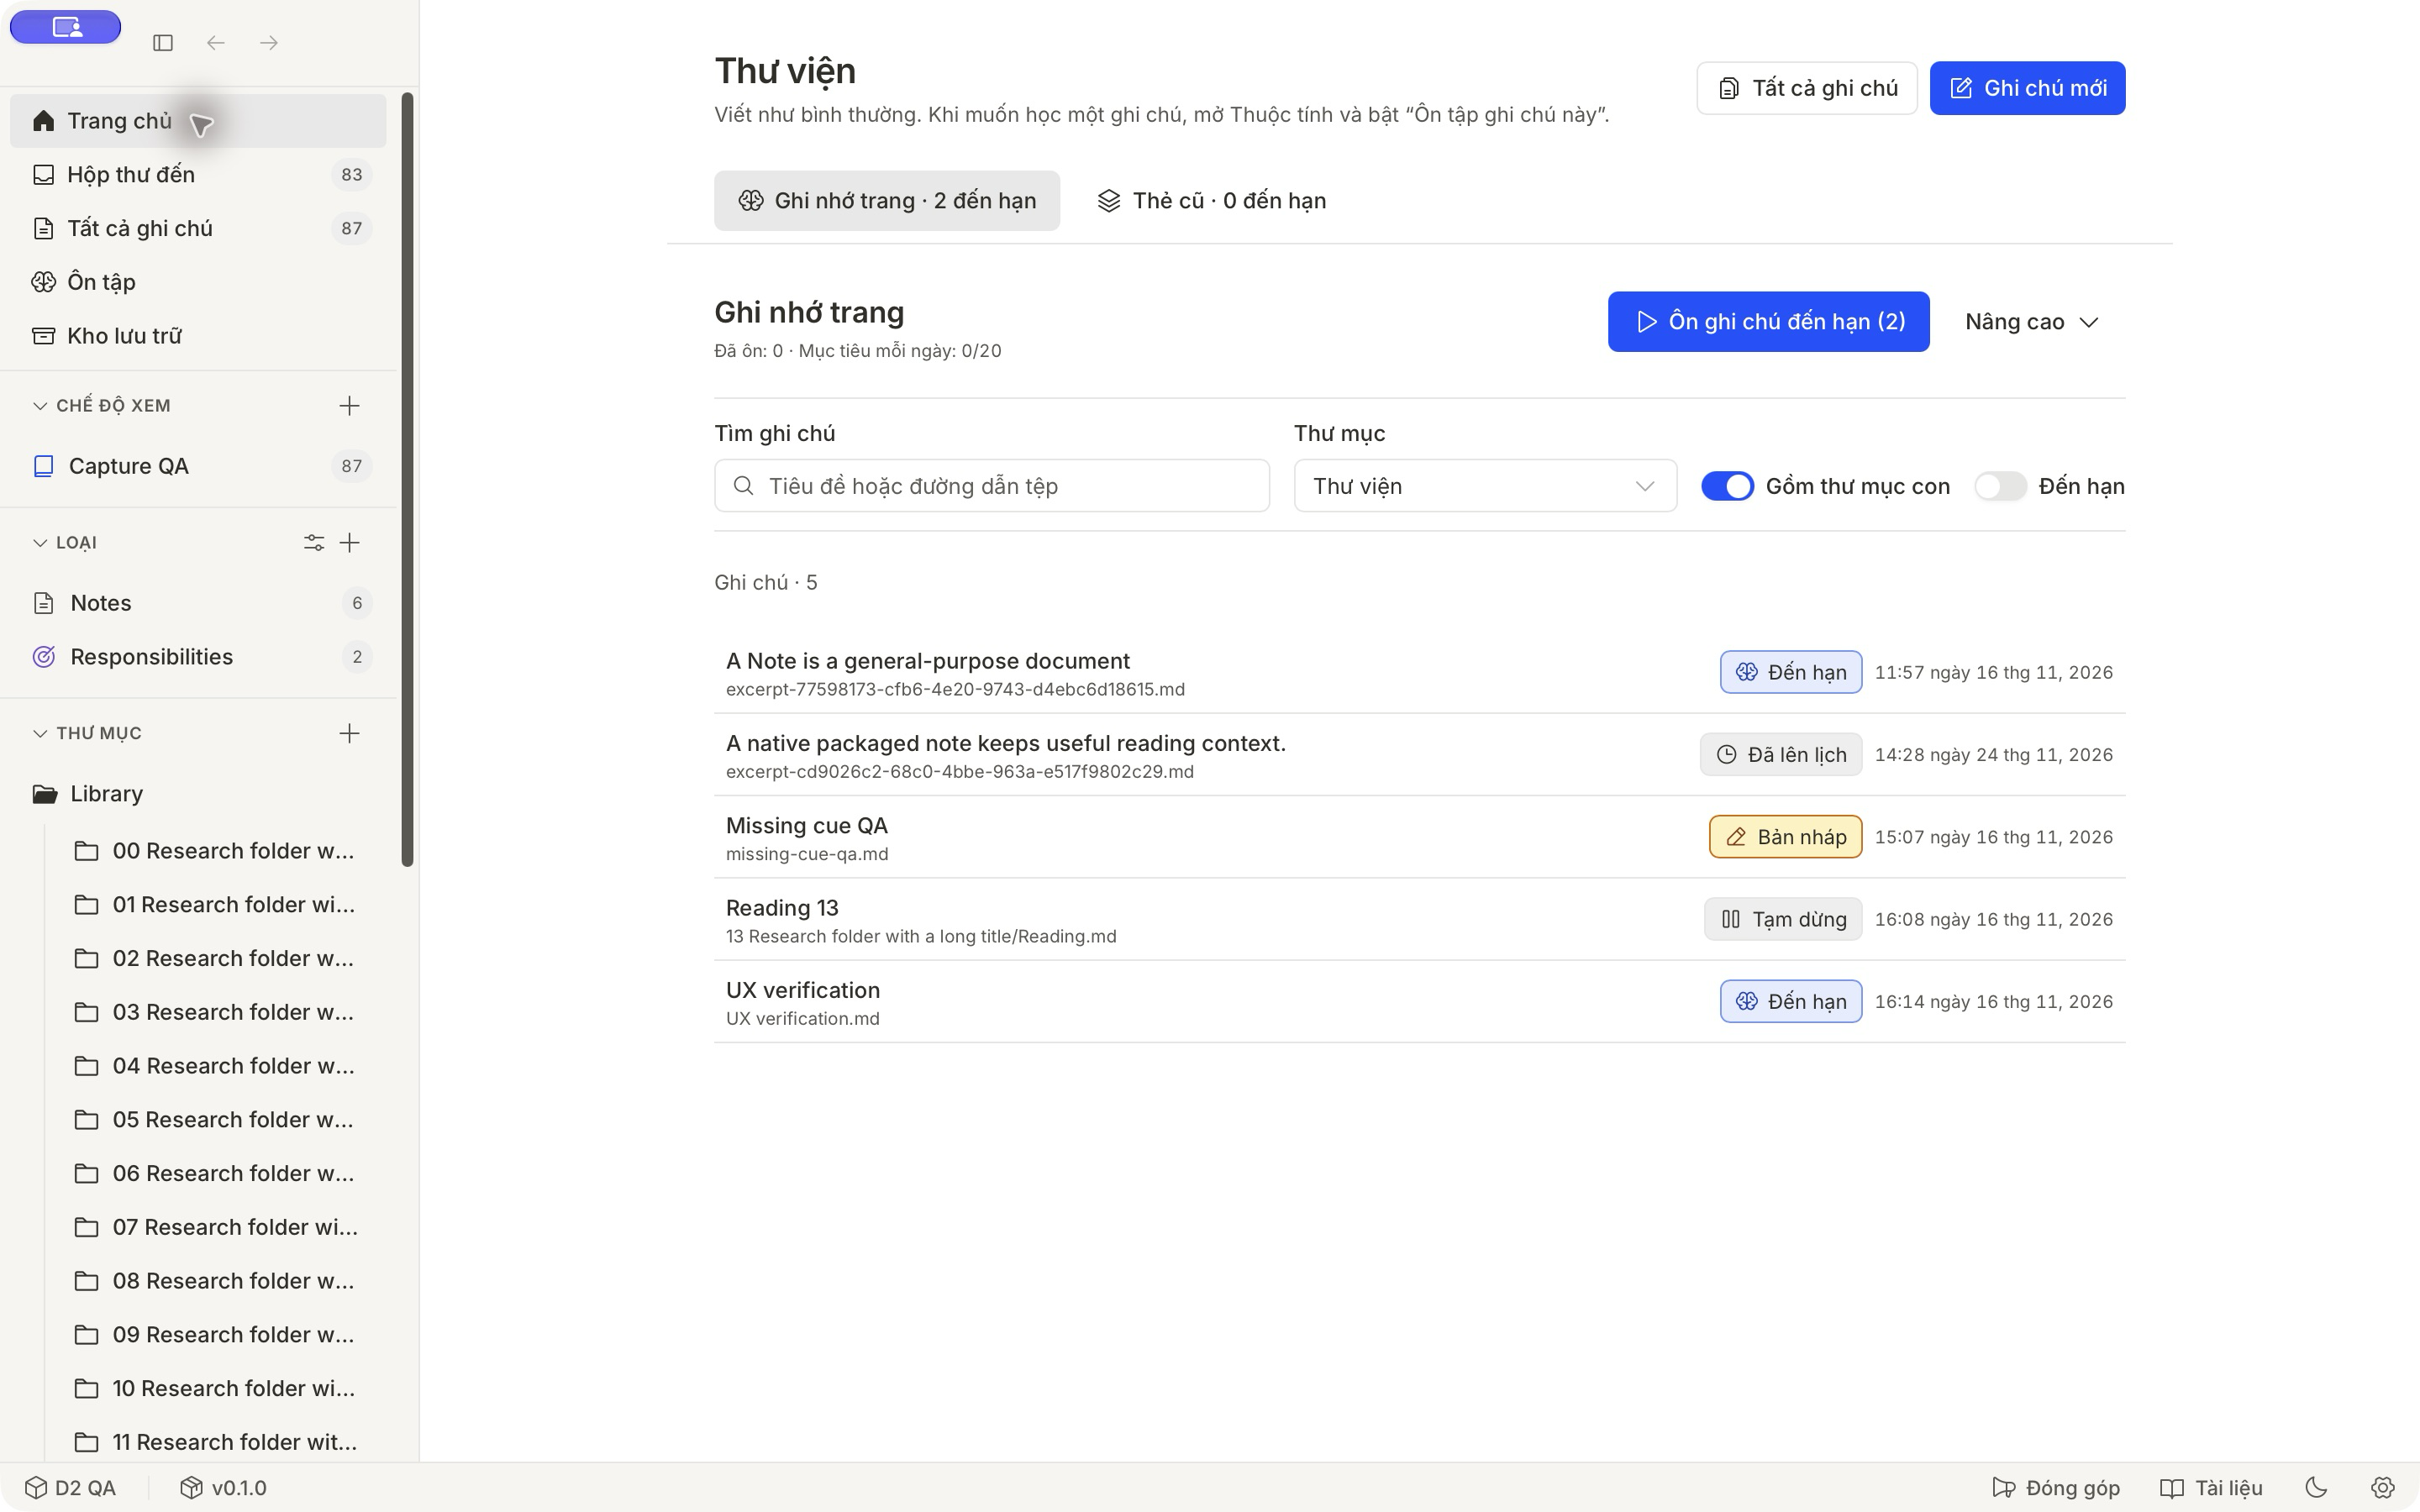 Trang chủ
Hộp thư đến 83
Tất cả ghi chú 87
Ôn tập
Kho lưu trữ
CHẾ ĐỘ XEM
Capture QA 87
LOẠI
Notes 6
Responsibilities 2
THƯ MỤC
Library
00 Research folder w...
01 Research folder wi...
02 Research folder w...
03 Research folder w...
04 Research folder w...
05 Research folder w...
06 Research folder w...
07 Research folder wi...
08 Research folder w...
09 Research folder w...
10 Research folder wi...
11 Research folder wit...
Thư viện
Viết như bình thường. Khi muốn học một ghi chú, mở Thuộc tính và bật “Ôn tập ghi chú này”.
Tất cả ghi chú
Ghi chú mới
Ghi nhớ trang · 2 đến hạn
Thẻ cũ · 0 đến hạn
Ghi nhớ trang
Đã ôn: 0 · Mục tiêu mỗi ngày: 0/20
Ôn ghi chú đến hạn (2)
Nâng cao
Tìm ghi chú
Thư mục
Tiêu đề hoặc đường dẫn tệp
Thư viện
Gồm thư mục con
Đến hạn
Ghi chú · 5
A Note is a general-purpose document
excerpt-77598173-cfb6-4e20-9743-d4ebc6d18615.md
Đến hạn 11:57 ngày 16 thg 11, 2026
A native packaged note keeps useful reading context.
excerpt-cd9026c2-68c0-4bbe-963a-e517f9802c29.md
Đã lên lịch 14:28 ngày 24 thg 11, 2026
Missing cue QA
missing-cue-qa.md
Bản nháp 15:07 ngày 16 thg 11, 2026
Reading 13
13 Research folder with a long title/Reading.md
Tạm dừng 16:08 ngày 16 thg 11, 2026
UX verification
UX verification.md
Đến hạn 16:14 ngày 16 thg 11, 2026
D2 QA
v0.1.0
Đóng góp
Tài liệu